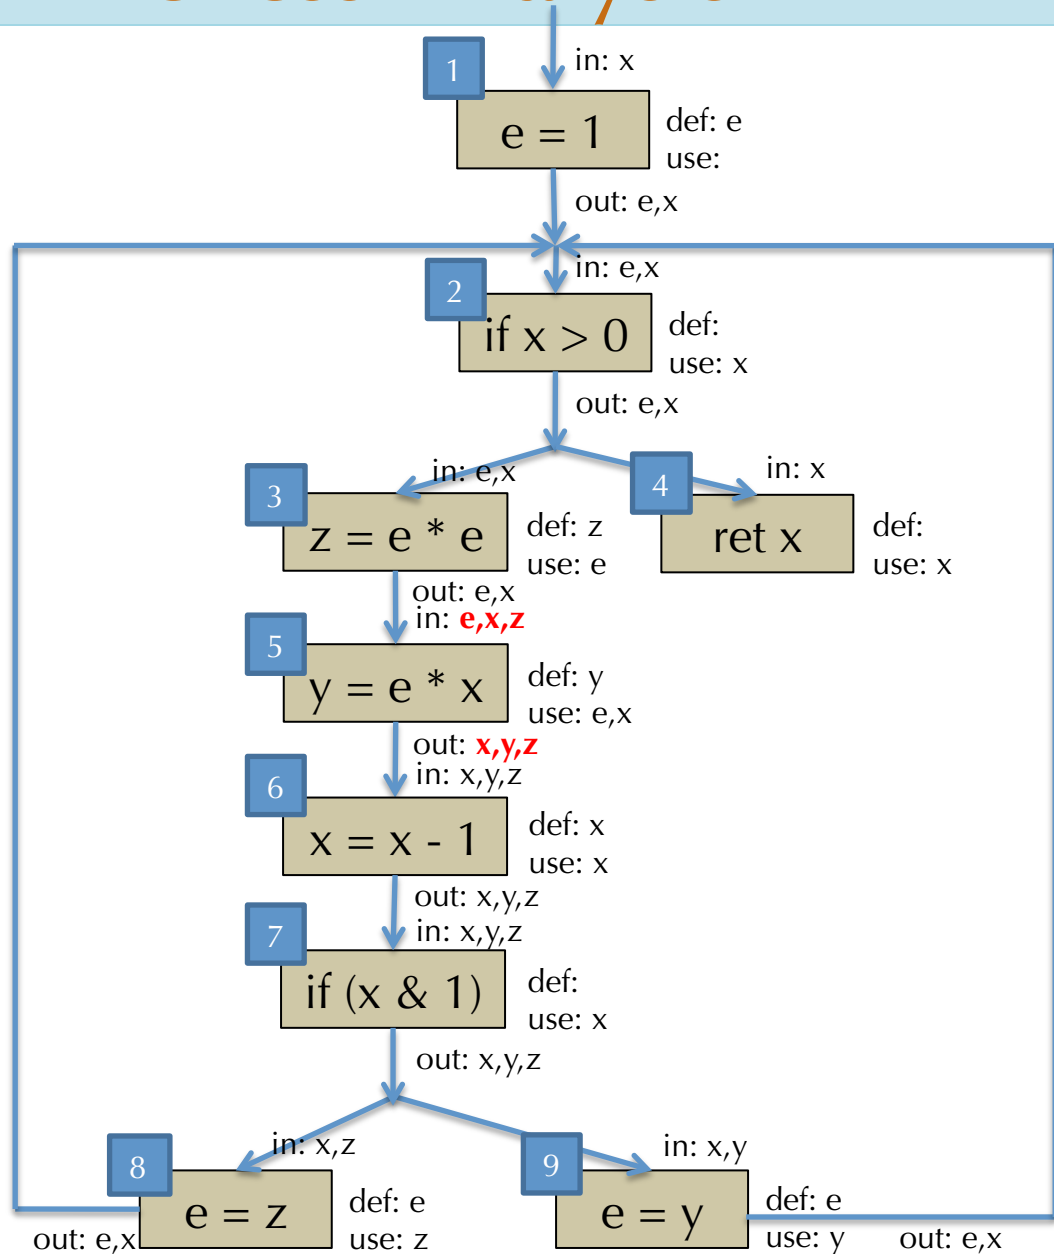 1
in: x
e = 1
def: e
use:
out: e,x
in: e,x
2
if x > 0
def:
use: x
out: e,x
in: e,x
3
z = e * e
def: z
use: e
out: e,x
in: x
4
ret x
def:
use: x
in: e,x,z
5
y = e * x
def: y
use: e,x
out: x,y,z
in: x,y,z
6
x = x - 1
def: x
use: x
out: x,y,z
in: x,y,z
7
if (x & 1)
def:
use: x
out: x,y,z
in: x,z
8
e = z
def: e
use: z
out: e,x
in: x,y
9
e = y
def: e
use: y
out: e,x